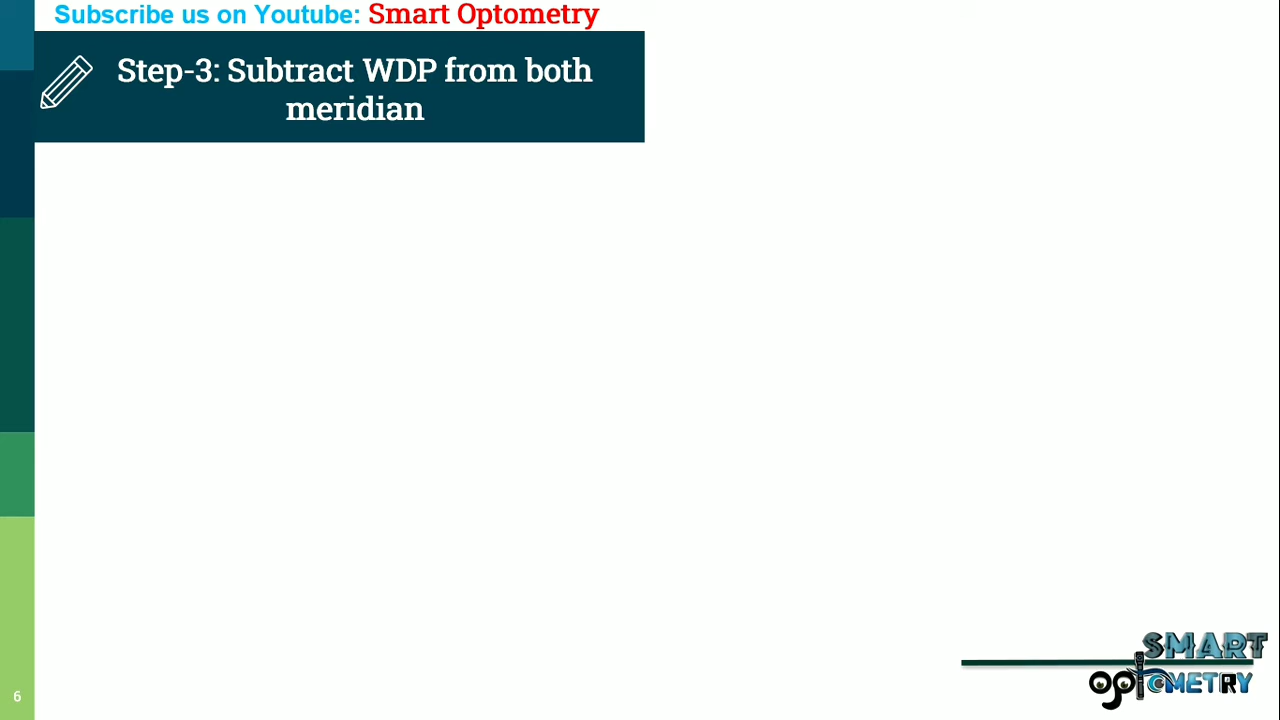 Subscribe us on Youtube: Smart Optometry
Step-3: Subtract WDP from both
meridian
6
SMART
OptOMETRY